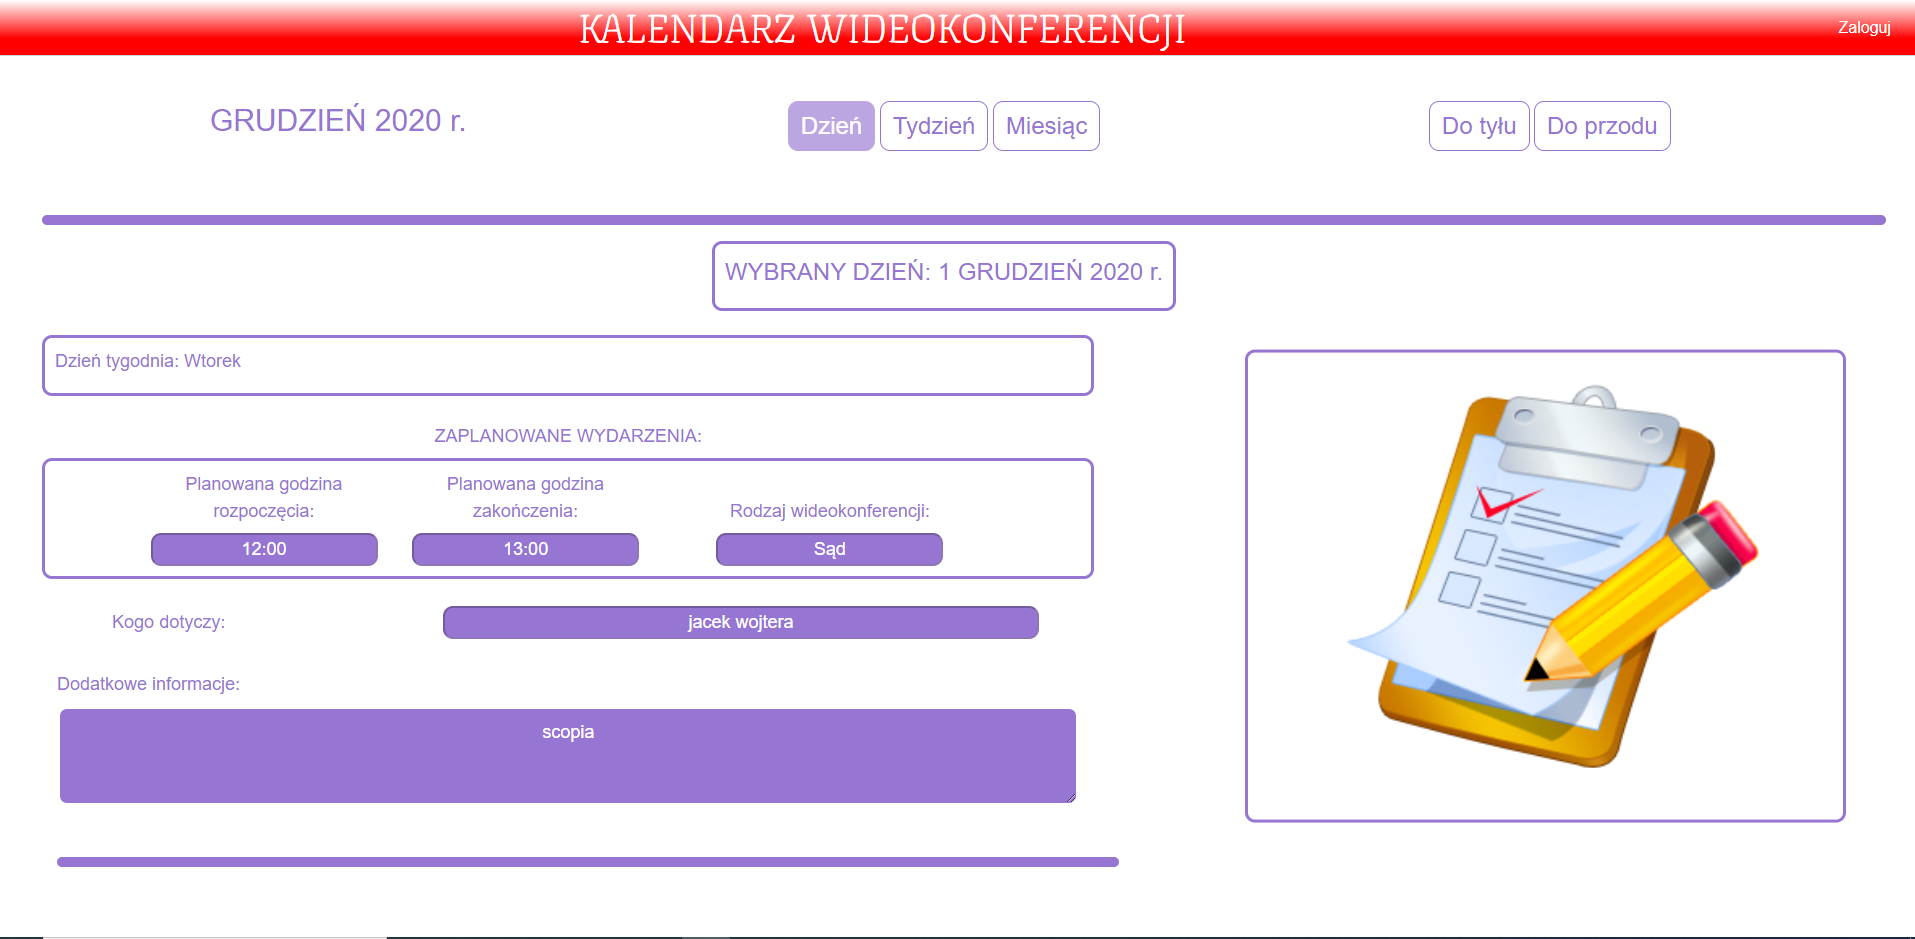 KALENDARZ WIDEOKONFERENCJI
Zaloguj
GRUDZIEŃ 2020 r.
Dzień
Tydzień
Miesiąc
Do tyłu
Do przodu
WYBRANY DZIEŃ: 1 GRUDZIEŃ 2020 r.
Dzień tygodnia: Wtorek
ZAPLANOWANE WYDARZENIA:
Planowana godzina
rozpoczęcia:
12:00
Planowana godzina
zakończenia:
13:00
Rodzaj wideokonferencji:
Sąd
Kogo dotyczy:
jacek wojtera
Dodatkowe informacje:
scopia